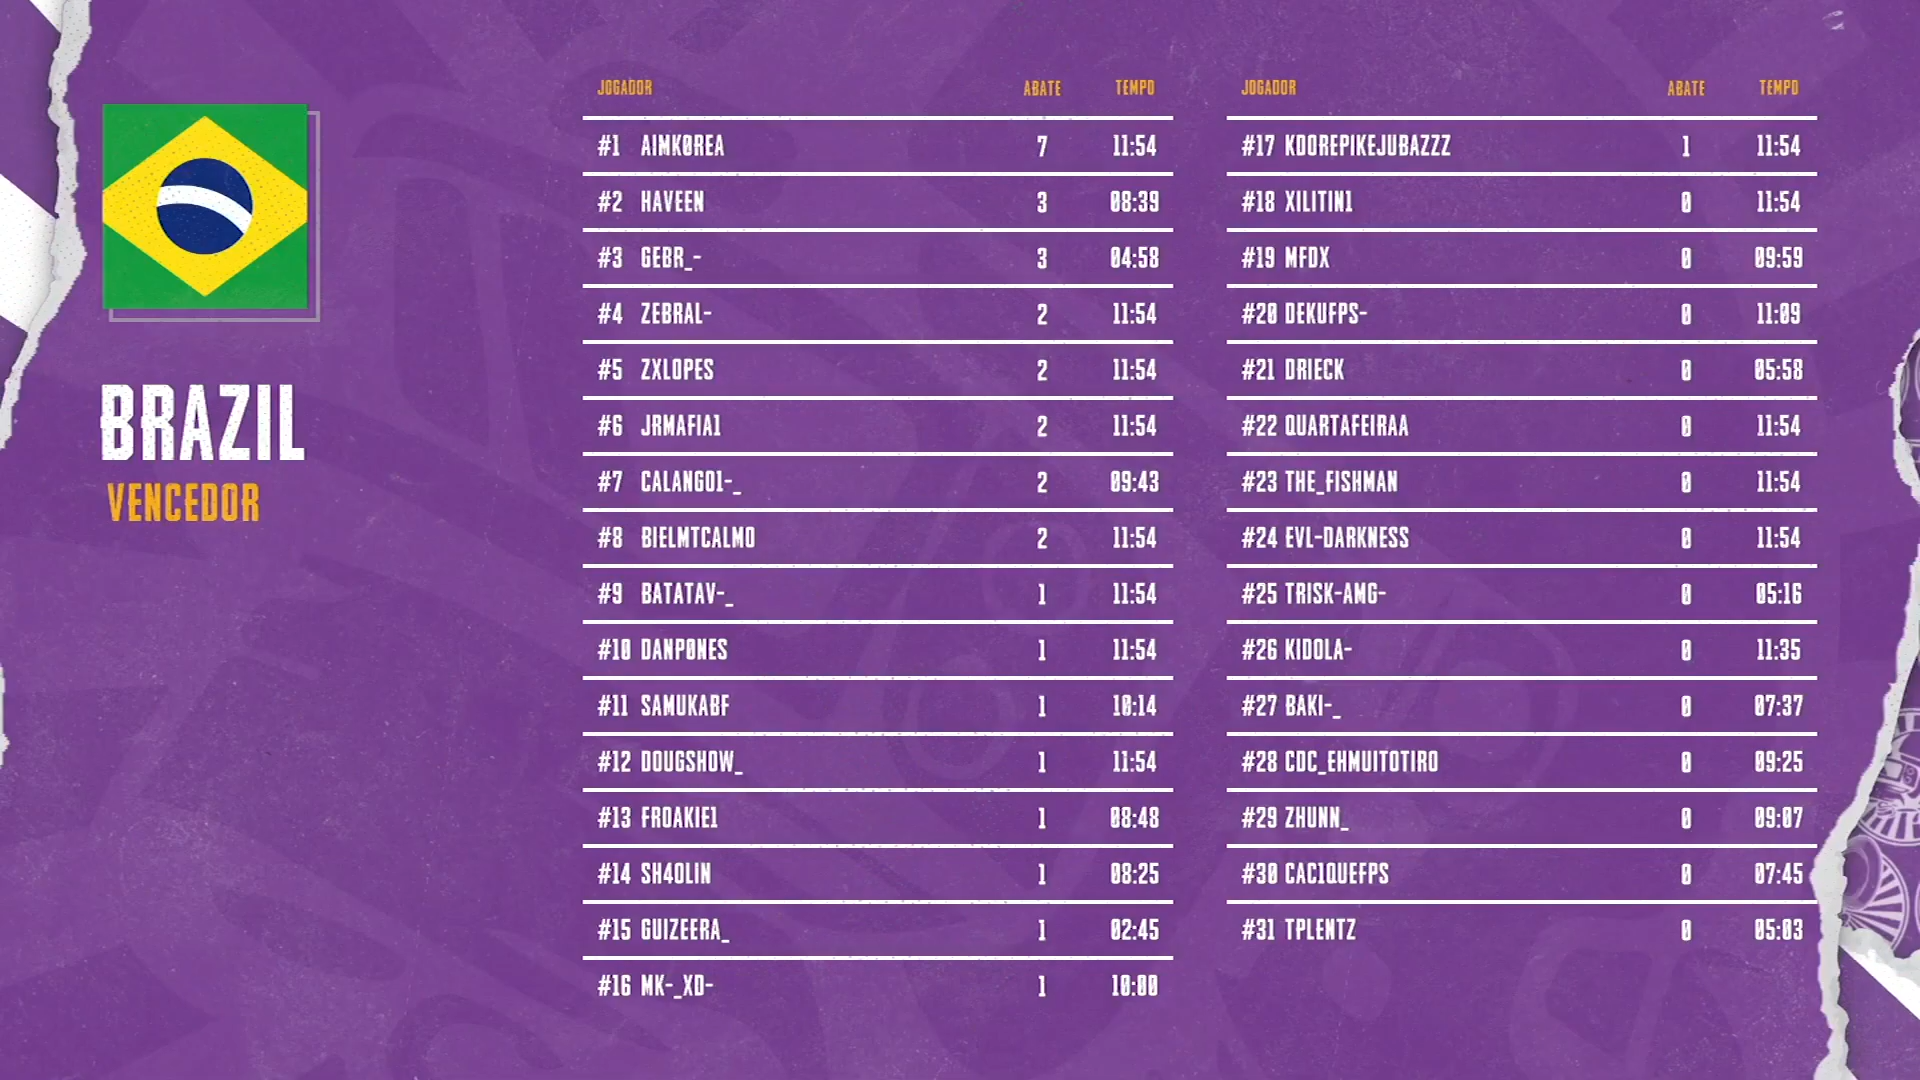 BRAZIL
VENCEDOR
JOGADOR ABATE TEMPO
#1 AIMK0REA 7 11:54
#2 HAVEEN 3 08:39
#3 GEBR_- 3 04:58
#4 ZEBRAL- 2 11:54
#5 ZXLOPES 2 11:54
#6 JRMAFIA1 2 11:54
#7 CALANGO1-_ 2 09:43
#8 BIELMTCALMO 2 11:54
#9 BATATAV-_ 1 11:54
#10 DANP0NES 1 11:54
#11 SAMUKABF 1 10:14
#12 DOUGSHOW_ 1 11:54
#13 FROAKIE1 1 08:48
#14 SH4OLIN 1 08:25
#15 GUIZEERA_ 1 02:45
#16 MK-_XD- 1 10:00
JOGADOR ABATE TEMPO
#17 KDOREPIKEJUBAZZZ 1 11:54
#18 XILITIN1 0 11:54
#19 MFDX 0 09:59
#20 DEKUFPS- 0 11:09
#21 DRIECK 0 05:58
#22 QUARTAFEIRAA 0 11:54
#23 THE_FISHMAN 0 11:54
#24 EVL-DARKNESS 0 11:54
#25 TRISK-AMG- 0 05:16
#26 KIDOLA- 0 11:35
#27 BAKI-_ 0 07:37
#28 CDC_EHMUITOTIRO 0 09:25
#29 ZHUNN_ 0 09:07
#30 CAC1QUEFPS 0 07:45
#31 TPLENTZ 0 05:03